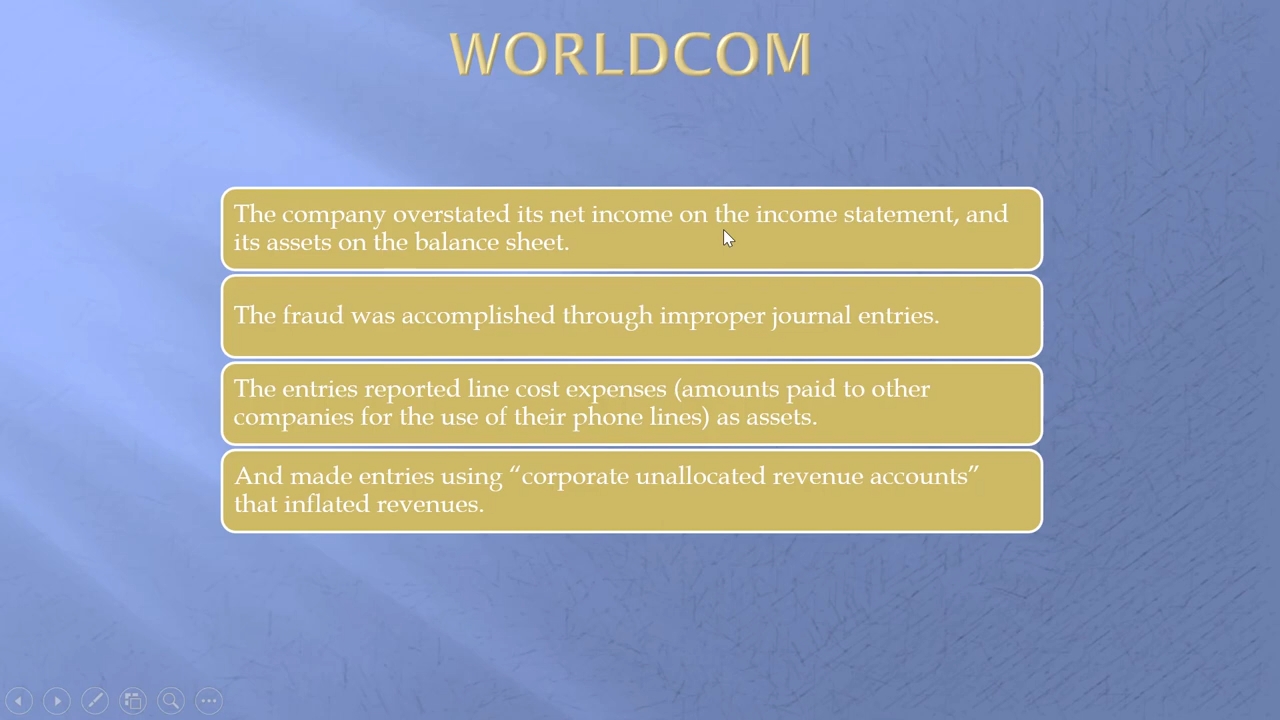 WORLDCOM
The company overstated its net income on the income statement, and
its assets on the balance sheet.
The fraud was accomplished through improper journal entries.
The entries reported line cost expenses (amounts paid to other
companies for the use of their phone lines) as assets.
And made entries using “corporate unallocated revenue accounts”
that inflated revenues.